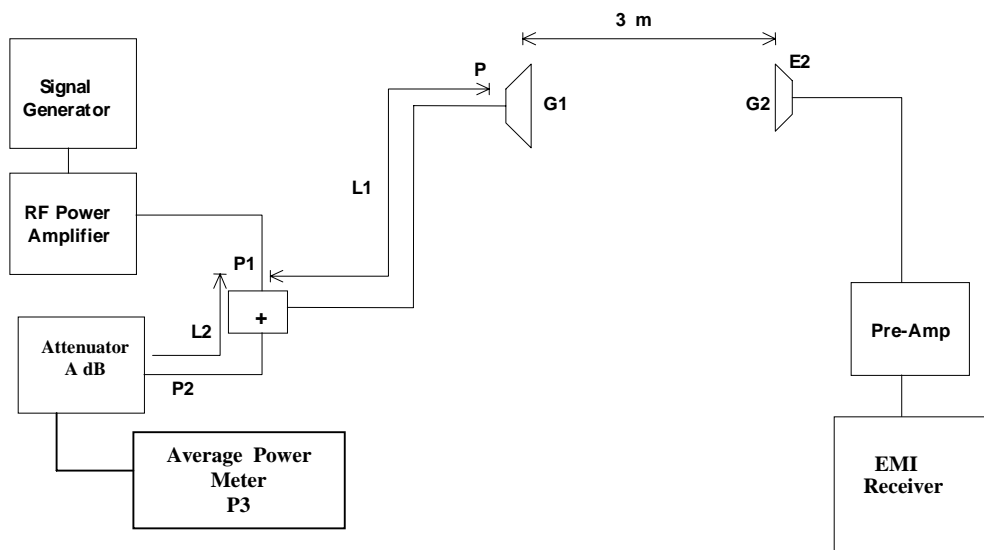 3 m
Signal
Generator
P
E2
G1
G2
L1
RF Power
Amplifier
P1
+
L2
Pre-Amp
Attenuator
A dB
P2
Average Power
Meter
P3
EMI
Receiver